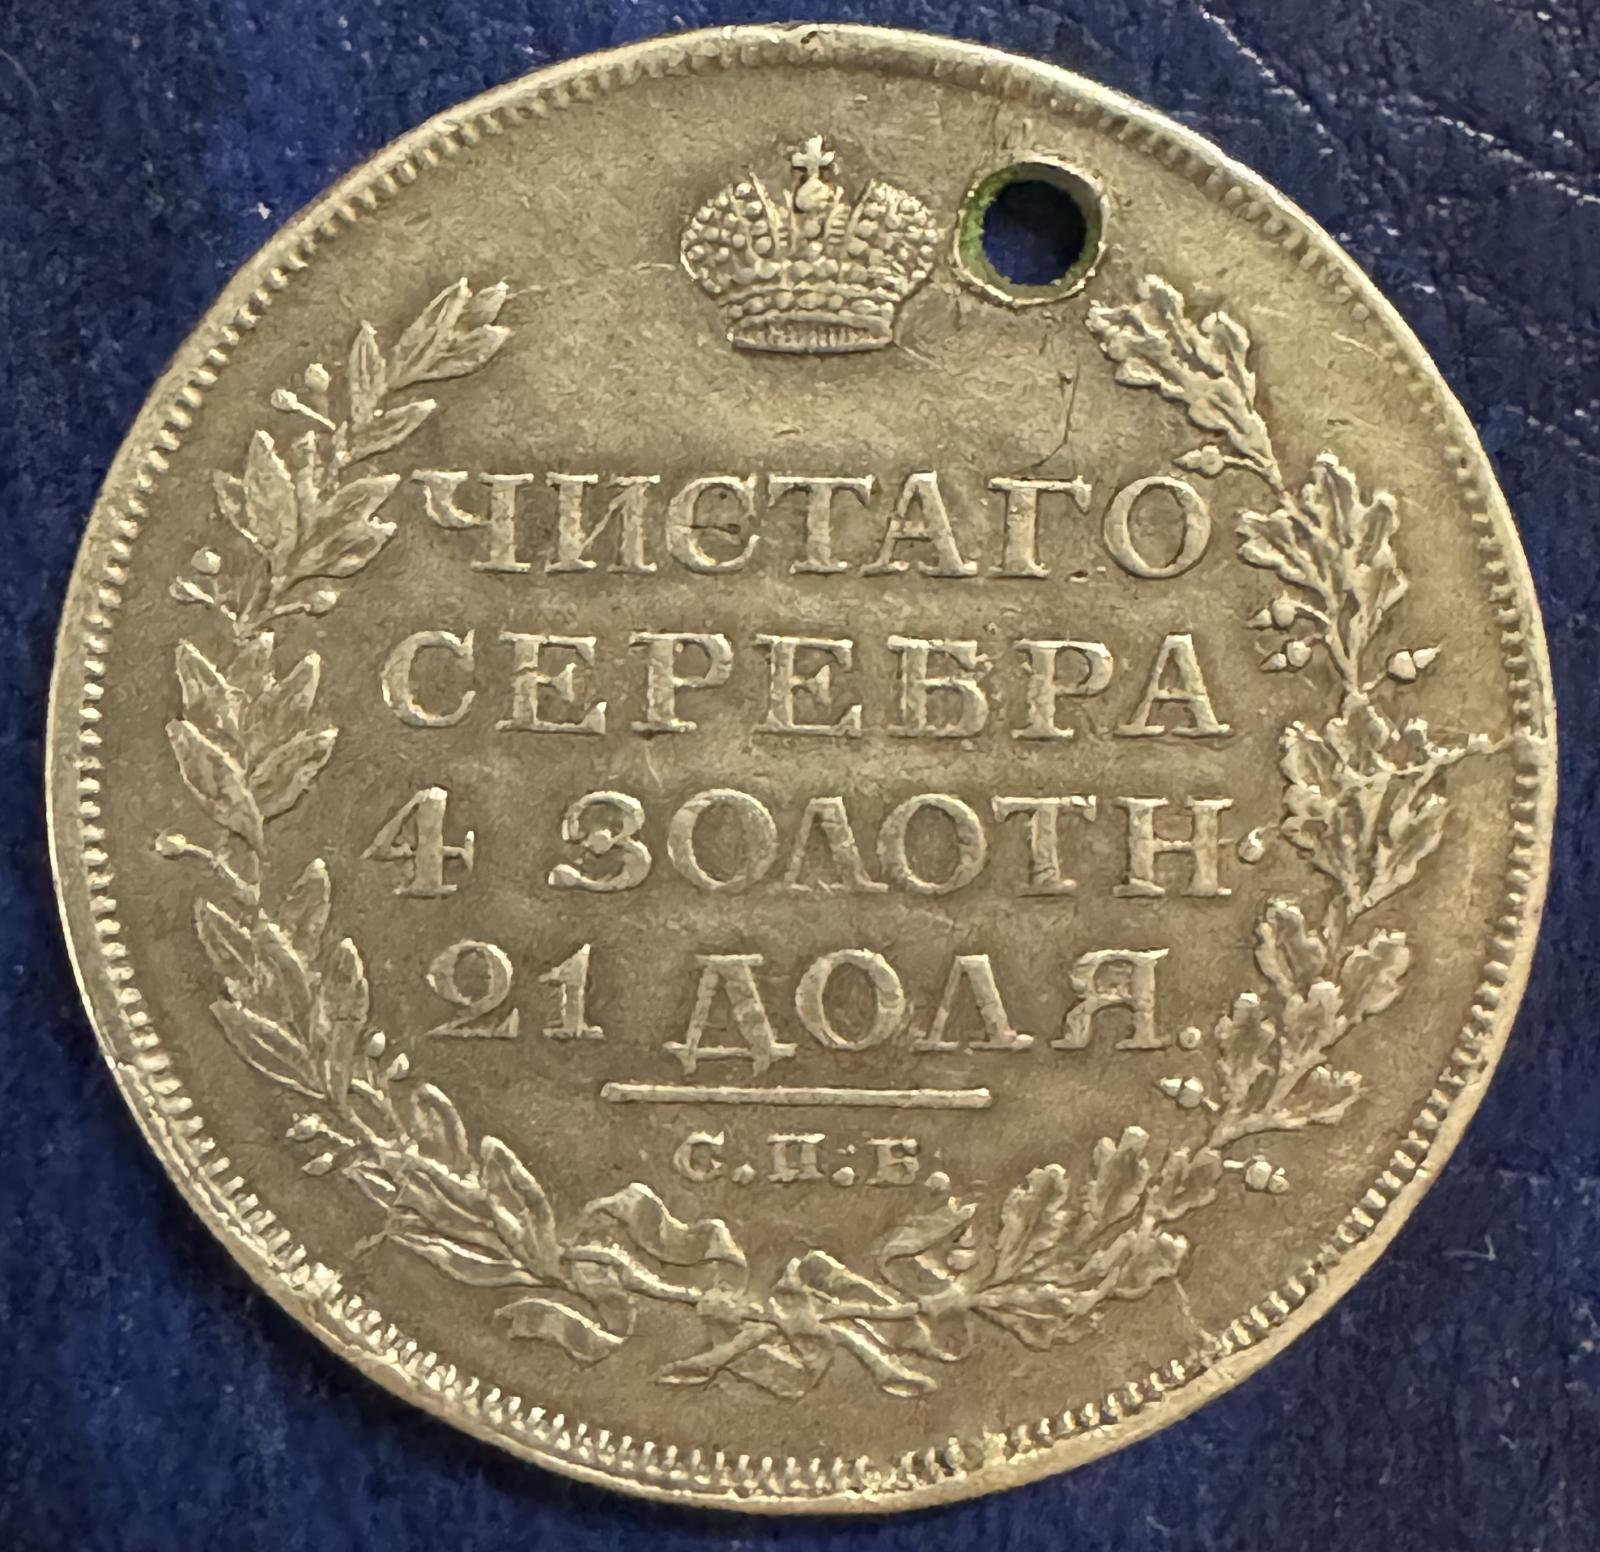 ЧИСТАГО
СЕРЕБРА
4 ЗОЛОТН·
21 ДОЛЯ.
С.П:Б.